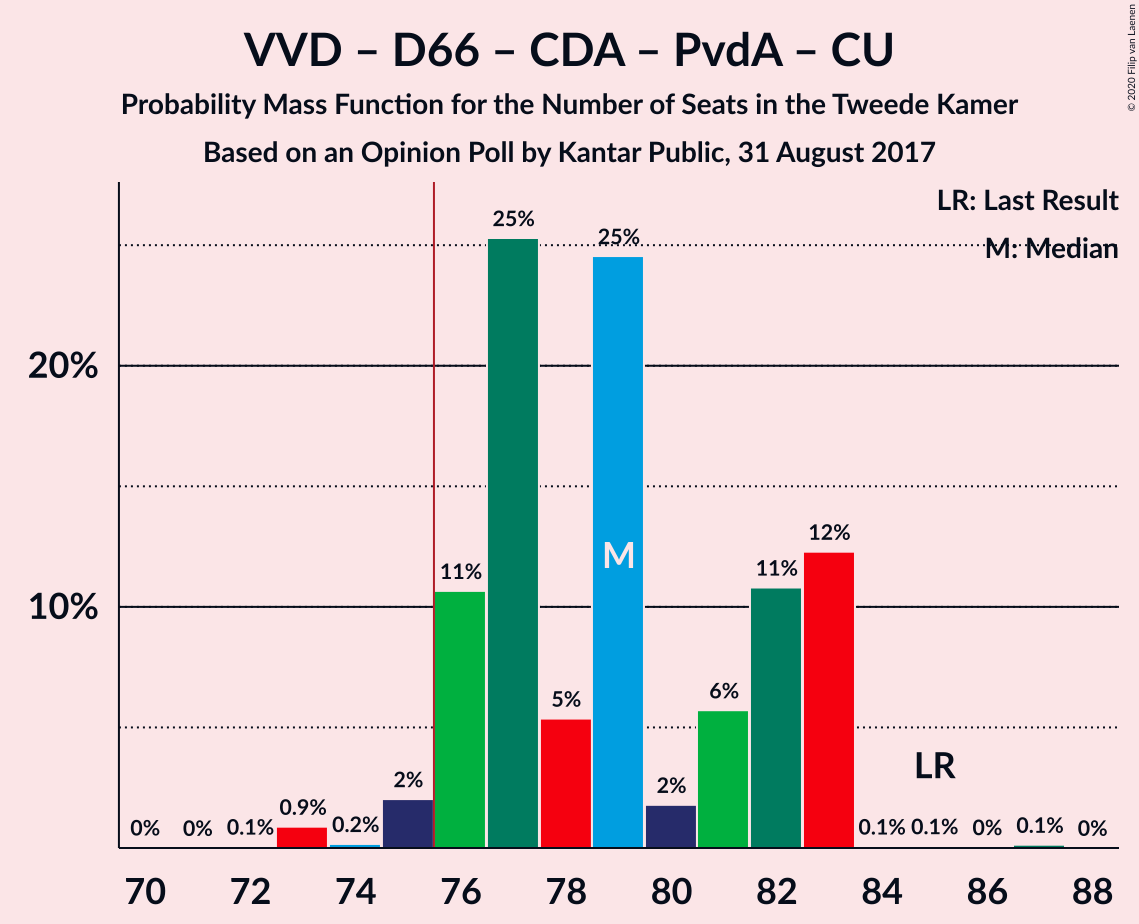 VVD – D66 – CDA – PvdA – CU
Probability Mass Function for the Number of Seats in the Tweede Kamer
Based on an Opinion Poll by Kantar Public, 31 August 2017
© 2020 Filip van Laenen
LR: Last Result
M: Median
20%
10%
0%
0%
0.1%
0.9%
0.2%
2%
11%
25%
5%
25%
M
2%
6%
11%
12%
0.1%
LR
0.1%
0%
0.1%
0%
70 72 74 76 78 80 82 84 86 88